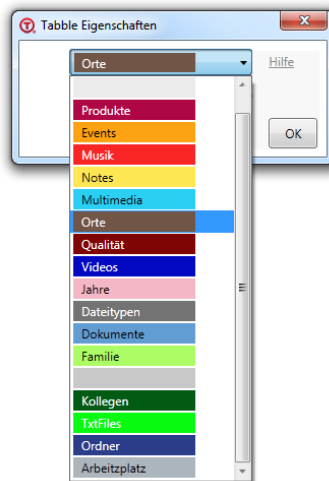 Tabble Eigenschaften
Orte
Hilfe
OK
Produkte
Events
Musik
Notes
Multimedia
Orte
Qualität
Videos
Jahre
Dateitypen
Dokumente
Familie
Kollegen
TxtFiles
Ordner
Arbeitzplatz